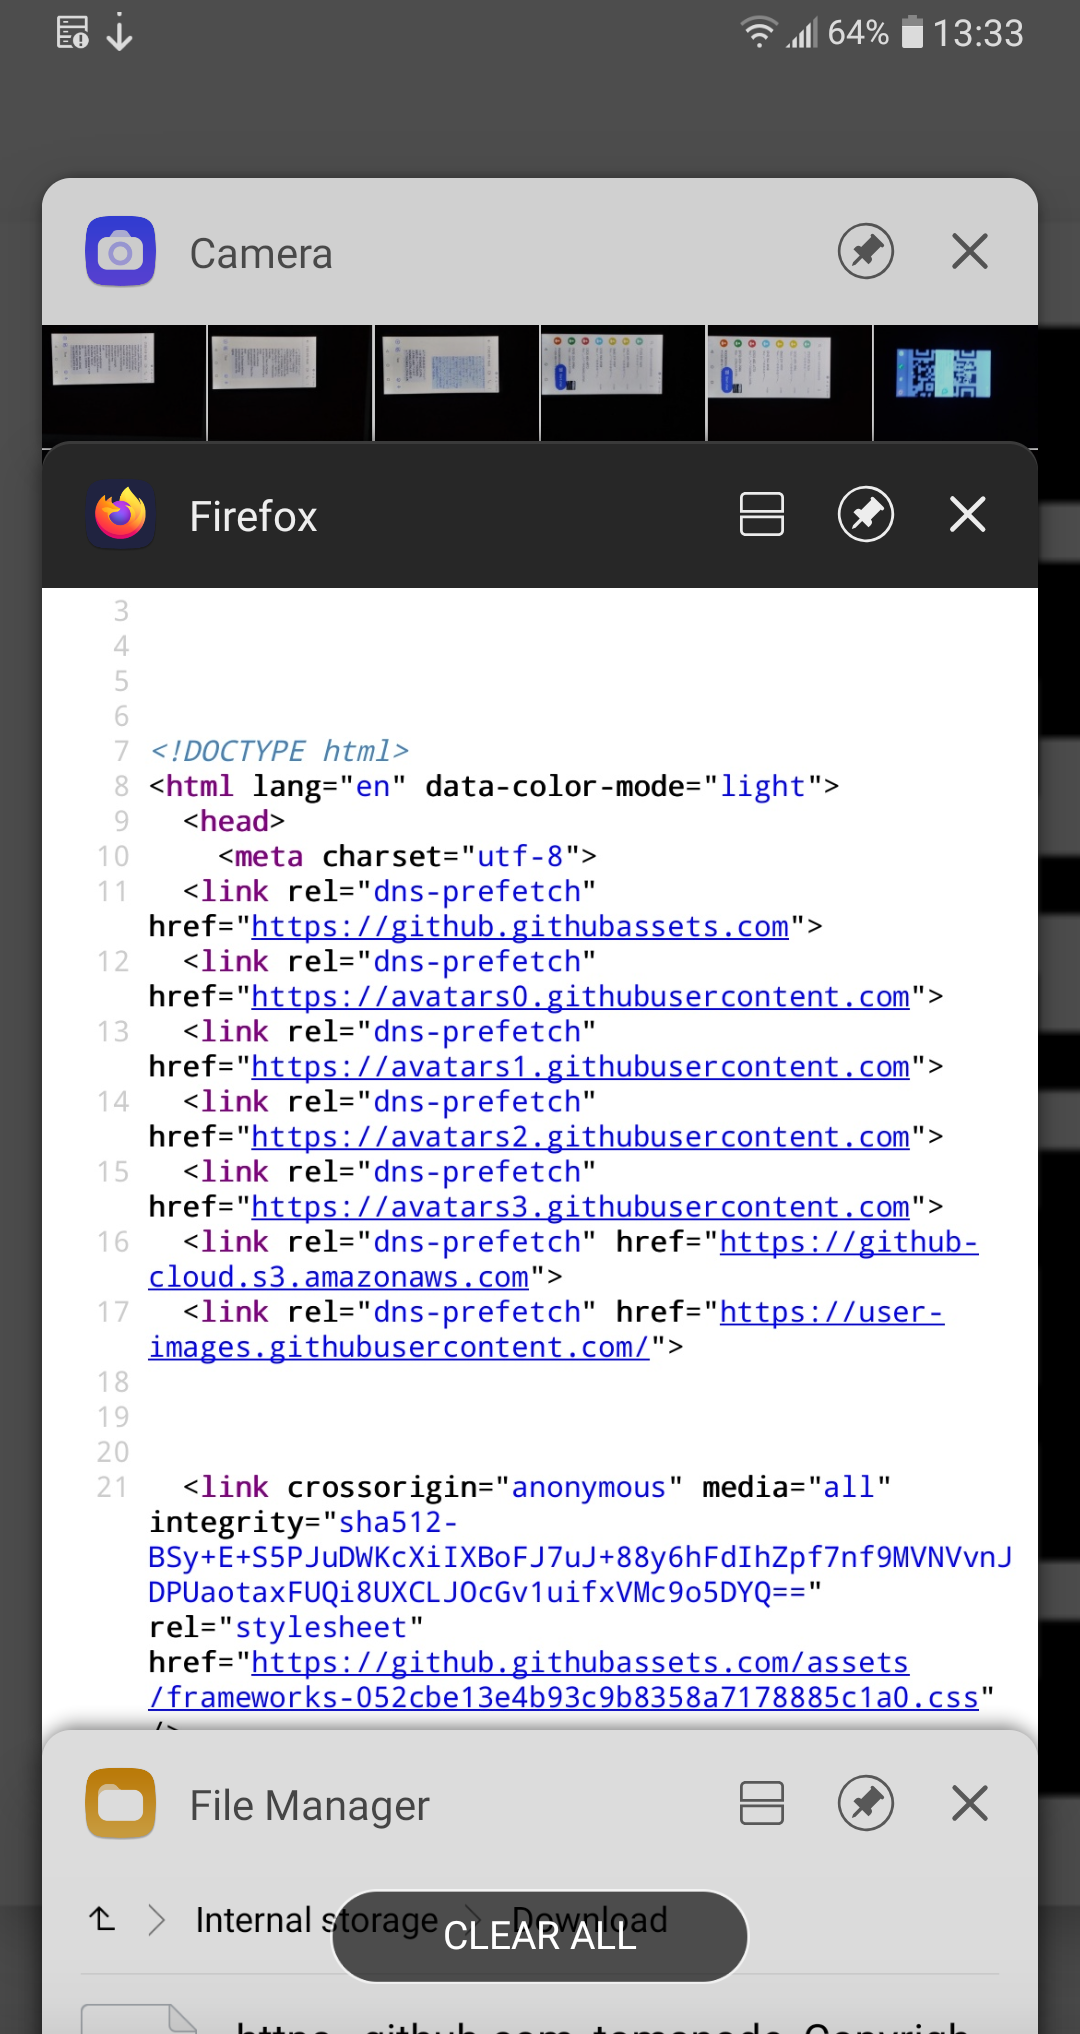 64% 13:33
Camera
Firefox
3
4
5
6
7 <!DOCTYPE html>
8 <html lang="en" data-color-mode="light">
9 <head>
10 <meta charset="utf-8">
11 <link rel="dns-prefetch"
href="https://github.githubassets.com">
12 <link rel="dns-prefetch"
href="https://avatars0.githubusercontent.com">
13 <link rel="dns-prefetch"
href="https://avatars1.githubusercontent.com">
14 <link rel="dns-prefetch"
href="https://avatars2.githubusercontent.com">
15 <link rel="dns-prefetch"
href="https://avatars3.githubusercontent.com">
16 <link rel="dns-prefetch" href="https://github-
cloud.s3.amazonaws.com">
17 <link rel="dns-prefetch" href="https://user-
images.githubusercontent.com/">
18
19
20
21 <link crossorigin="anonymous" media="all"
integrity="sha512-
BSy+E+S5PJuDWKcXiIXBoFJ7uJ+88y6hFdIhZpf7nf9MVNVvnJ
DPUaotaxFUQi8UXCLJOcGv1uifxVMc9o5DYQ=="
rel="stylesheet"
href="https://github.githubassets.com/assets
/frameworks-052cbe13e4b93c9b8358a7178885c1a0.css"
/>
File Manager
Internal storage > Download
CLEAR ALL